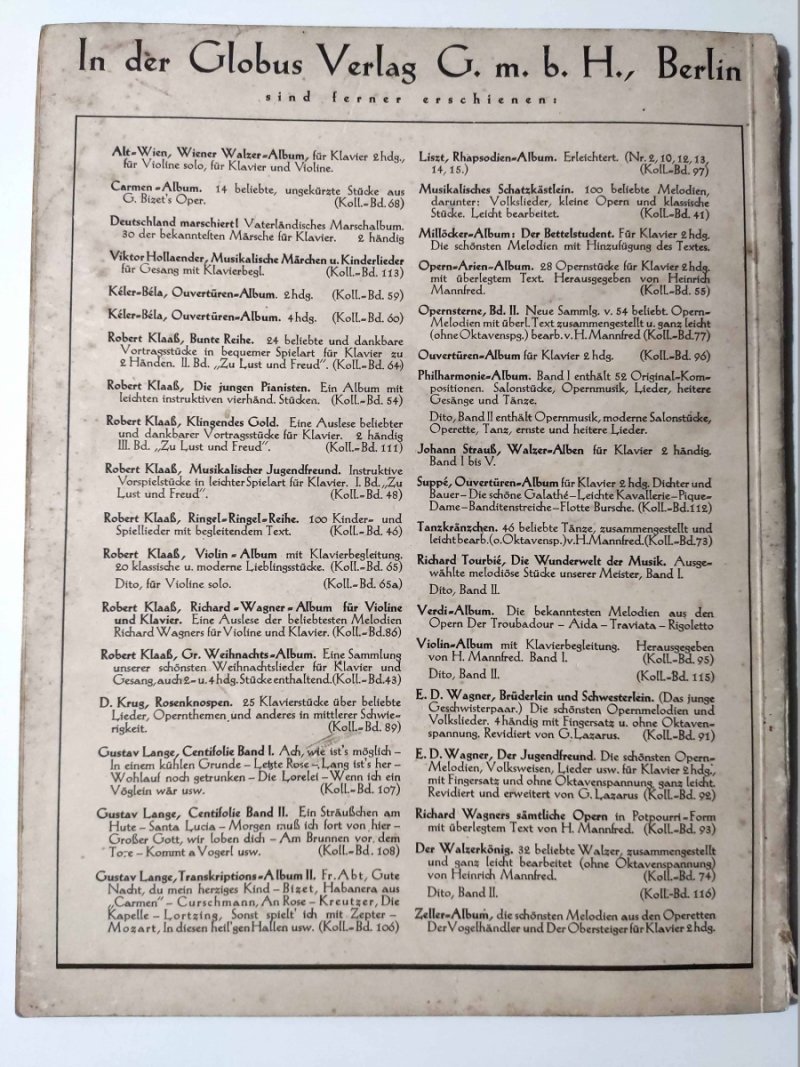 In der Globus Verlag G. m. b. H., Berlin
sind ferner erschienen:
Alt-Wien, Wiener Walzer-Album, für Klavier 2hdg.,
für Violine solo, für Klavier und Violine.
Carmen-Album. 14 beliebte, ungekürzte Stücke aus
G. Bizet's Oper. (Koll.-Bd. 68)
Deutschland marschiert! Vaterländisches Marschalbum.
30 der bekanntesten Märsche für Klavier. 2 händig
Viktor Hollaender, Musikalische Märchen u. Kinderlieder
für Gesang mit Klavierbegl. (Koll.-Bd. 113)
Kéler-Béla, Ouvertüren-Album. 2hdg. (Koll.-Bd. 59)
Kéler-Béla, Ouvertüren-Album. 4hdg. (Koll.-Bd. 60)
Robert Klaaß, Bunte Reihe. 24 beliebte und dankbare
Vortragsstücke in bequemer Spielart für Klavier zu
2 Händen. II. Bd. „Zu Lust und Freud". (Koll.-Bd. 64)
Robert Klaaß, Die jungen Pianisten. Ein Album mit
leichten instruktiven vierhänd. Stücken. (Koll.-Bd. 54)
Robert Klaaß, Klingendes Gold. Eine Auslese beliebter
und dankbarer Vortragsstücke für Klavier. 2 händig
III. Bd. „Zu Lust und Freud". (Koll.-Bd. 111)
Robert Klaaß, Musikalischer Jugendfreund. Instruktive
Vorspielstücke in leichter Spielart für Klavier. I. Bd. „Zu
Lust und Freud". (Koll.-Bd. 48)
Robert Klaaß, Ringel-Ringel-Reihe. 100 Kinder- und
Spiellieder mit begleitendem Text. (Koll.-Bd. 46)
Robert Klaaß, Violin-Album mit Klavierbegleitung.
20 klassische u. moderne Lieblingsstücke. (Koll.-Bd. 65)
Dito, für Violine solo. (Koll.-Bd. 65a)
Robert Klaaß, Richard-Wagner-Album für Violine
und Klavier. Eine Auslese der beliebtesten Melodien
Richard Wagners für Violine und Klavier. (Koll.-Bd.86)
Robert Klaaß, Gr. Weihnachts-Album. Eine Sammlung
unserer schönsten Weihnachtslieder für Klavier und
Gesang, auch 2- u. 4hdg. Stücke enthaltend.(Koll.-Bd.43)
D. Krug, Rosenknospen. 25 Klavierstücke über beliebte
Lieder, Opernthemen und anderes in mittlerer Schwie-
rigkeit. (Koll.-Bd. 89)
Gustav Lange, Centifolie Band I. Ach, wie ist's möglich –
In einem kühlen Grunde – Letzte Rose –, Lang ist's her –
Wohlauf noch getrunken – Die Lorelei – Wenn ich ein
Vöglein wär usw. (Koll.-Bd. 107)
Gustav Lange, Centifolie Band II. Ein Sträußchen am
Hute – Santa Lucia – Morgen muß ich fort von hier –
Großer Gott, wir loben dich – Am Brunnen vor dem
Tore – Kommt a Vogerl usw. (Koll.-Bd. 108)
Gustav Lange, Transkriptions-Album II. Fr. Abt, Gute
Nacht, du mein herziges Kind – Bizet, Habanera aus
„Carmen" – Curschmann, An Rose – Kreutzer, Die
Kapelle – Lortzing, Sonst spielt' ich mit Zepter –
Mozart, In diesen heil'gen Hallen usw. (Koll.-Bd. 106)
Liszt, Rhapsodien-Album. Erleichtert. (Nr. 2, 10, 12, 13,
14, 15.) (Koll.-Bd. 97)
Musikalisches Schatzkästlein. 100 beliebte Melodien,
darunter: Volkslieder, kleine Opern und klassische
Stücke. Leicht bearbeitet. (Koll.-Bd. 41)
Millöcker-Album: Der Bettelstudent. Für Klavier 2hdg.
Die schönsten Melodien mit Hinzufügung des Textes.
Opern-Arien-Album. 28 Opernstücke für Klavier 2hdg.
mit überlegtem Text. Herausgegeben von Heinrich
Mannfred. (Koll.-Bd. 55)
Opernsterne, Bd. II. Neue Sammlg. v. 54 beliebt. Opern-
Melodien mit überl. Text zusammengestellt u. ganz leicht
(ohne Oktavenspg.) bearb. v. H. Mannfred (Koll.-Bd.77)
Ouvertüren-Album für Klavier 2 hdg. (Koll.-Bd. 96)
Philharmonie-Album. Band I enthält 52 Original-Kom-
positionen. Salonstücke, Opernmusik, Lieder, heitere
Gesänge und Tänze.
Dito, Band II enthält Opernmusik, moderne Salonstücke,
Operette, Tanz, ernste und heitere Lieder.
Johann Strauß, Walzer-Alben für Klavier 2 händig.
Band I bis V.
Suppé, Ouvertüren-Album für Klavier 2 hdg. Dichter und
Bauer – Die schöne Galathé – Leichte Kavallerie – Pique-
Dame – Banditenstreiche – Flotte Bursche. (Koll.-Bd.112)
Tanzkränzchen. 46 beliebte Tänze, zusammengestellt und
leicht bearb. (o. Oktavensp.) v. H. Mannfred. (Koll.-Bd.73)
Richard Tourbié, Die Wunderwelt der Musik. Ausge-
wählte melodiöse Stücke unserer Meister, Band I.
Dito, Band II.
Verdi-Album. Die bekanntesten Melodien aus den
Opern Der Troubadour – Aida – Traviata – Rigoletto
Violin-Album mit Klavierbegleitung. Herausgegeben
von H. Mannfred. Band I. (Koll.-Bd. 95)
Dito, Band II. (Koll.-Bd. 115)
E. D. Wagner, Brüderlein und Schwesterlein. (Das junge
Geschwisterpaar.) Die schönsten Opernmelodien und
Volkslieder. 4händig mit Fingersatz u. ohne Oktaven-
spannung. Revidiert von G. Lazarus. (Koll.-Bd. 91)
E. D. Wagner, Der Jugendfreund. Die schönsten Opern-
Melodien, Volksweisen, Lieder usw. für Klavier 2 hdg.,
mit Fingersatz und ohne Oktavenspannung, ganz leicht.
Revidiert und erweitert von G. Lazarus (Koll.-Bd. 92)
Richard Wagners sämtliche Opern in Potpourri-Form
mit überlegtem Text von H. Mannfred. (Koll.-Bd. 93)
Der Walzerkönig. 32 beliebte Walzer, zusammengestellt
und ganz leicht bearbeitet (ohne Oktavenspannung)
von Heinrich Mannfred. (Koll.-Bd. 74)
Dito, Band II. (Koll.-Bd. 116)
Zeller-Album, die schönsten Melodien aus den Operetten
Der Vogelhändler und Der Obersteiger für Klavier 2 hdg.